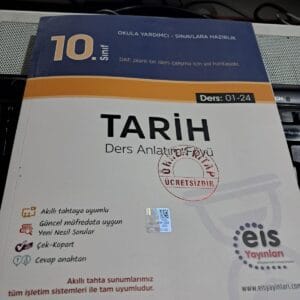 OKULA YARDIMCI - SINAVLARA HAZIRLIK
10. Sınıf
Ders: 01-24
TARİH
Ders Anlatım Föyü
ÜCRETSİZDİR
Akıllı tahtaya uyumlu
Güncel müfredata uygun
Yeni Nesil Sorular
Çek-Kopart
Cevap anahtarı
eis
Yayınları
Akıllı tahta sunumlarımız
tüm işletim sistemleri ile tam uyumludur.
www.eisyayinlari.com